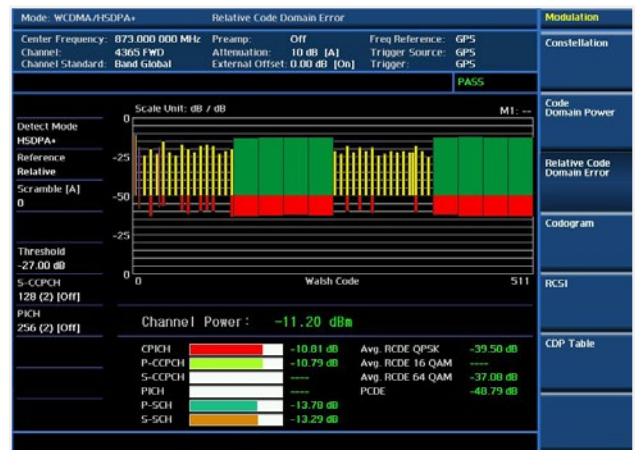 Mode: WCDMA/HSDPA+ Relative Code Domain Error
Modulation
Center Frequency: 873.000 000 MHz Preamp: Off Freq Reference: GPS
Channel: 4365 FWD Attenuation: 10 dB [A] Trigger Source: GPS
Channel Standard: Band Global External Offset: 0.00 dB [On] Trigger: GPS
PASS
Constellation
Code
Domain Power
Relative Code
Domain Error
Codogram
RCSI
CDP Table
Scale Unit: dB / dB M1: --
Detect Mode
HSDPA+
Reference
Relative
Scramble [A]
0
Threshold
-27.00 dB
S-CCPCH
128 (2) [Off]
PICH
256 (2) [Off]
0
-25
-50
-25
0
0 Walsh Code 511
Channel Power: -11.20 dBm
CPICH -10.81 dB Avg. RCDE QPSK -39.50 dB
P-CCPCH -10.79 dB Avg. RCDE 16 QAM ----
S-CCPCH ---- Avg. RCDE 64 QAM -37.08 dB
PICH ---- PCDE -48.79 dB
P-SCH -13.78 dB
S-SCH -13.29 dB